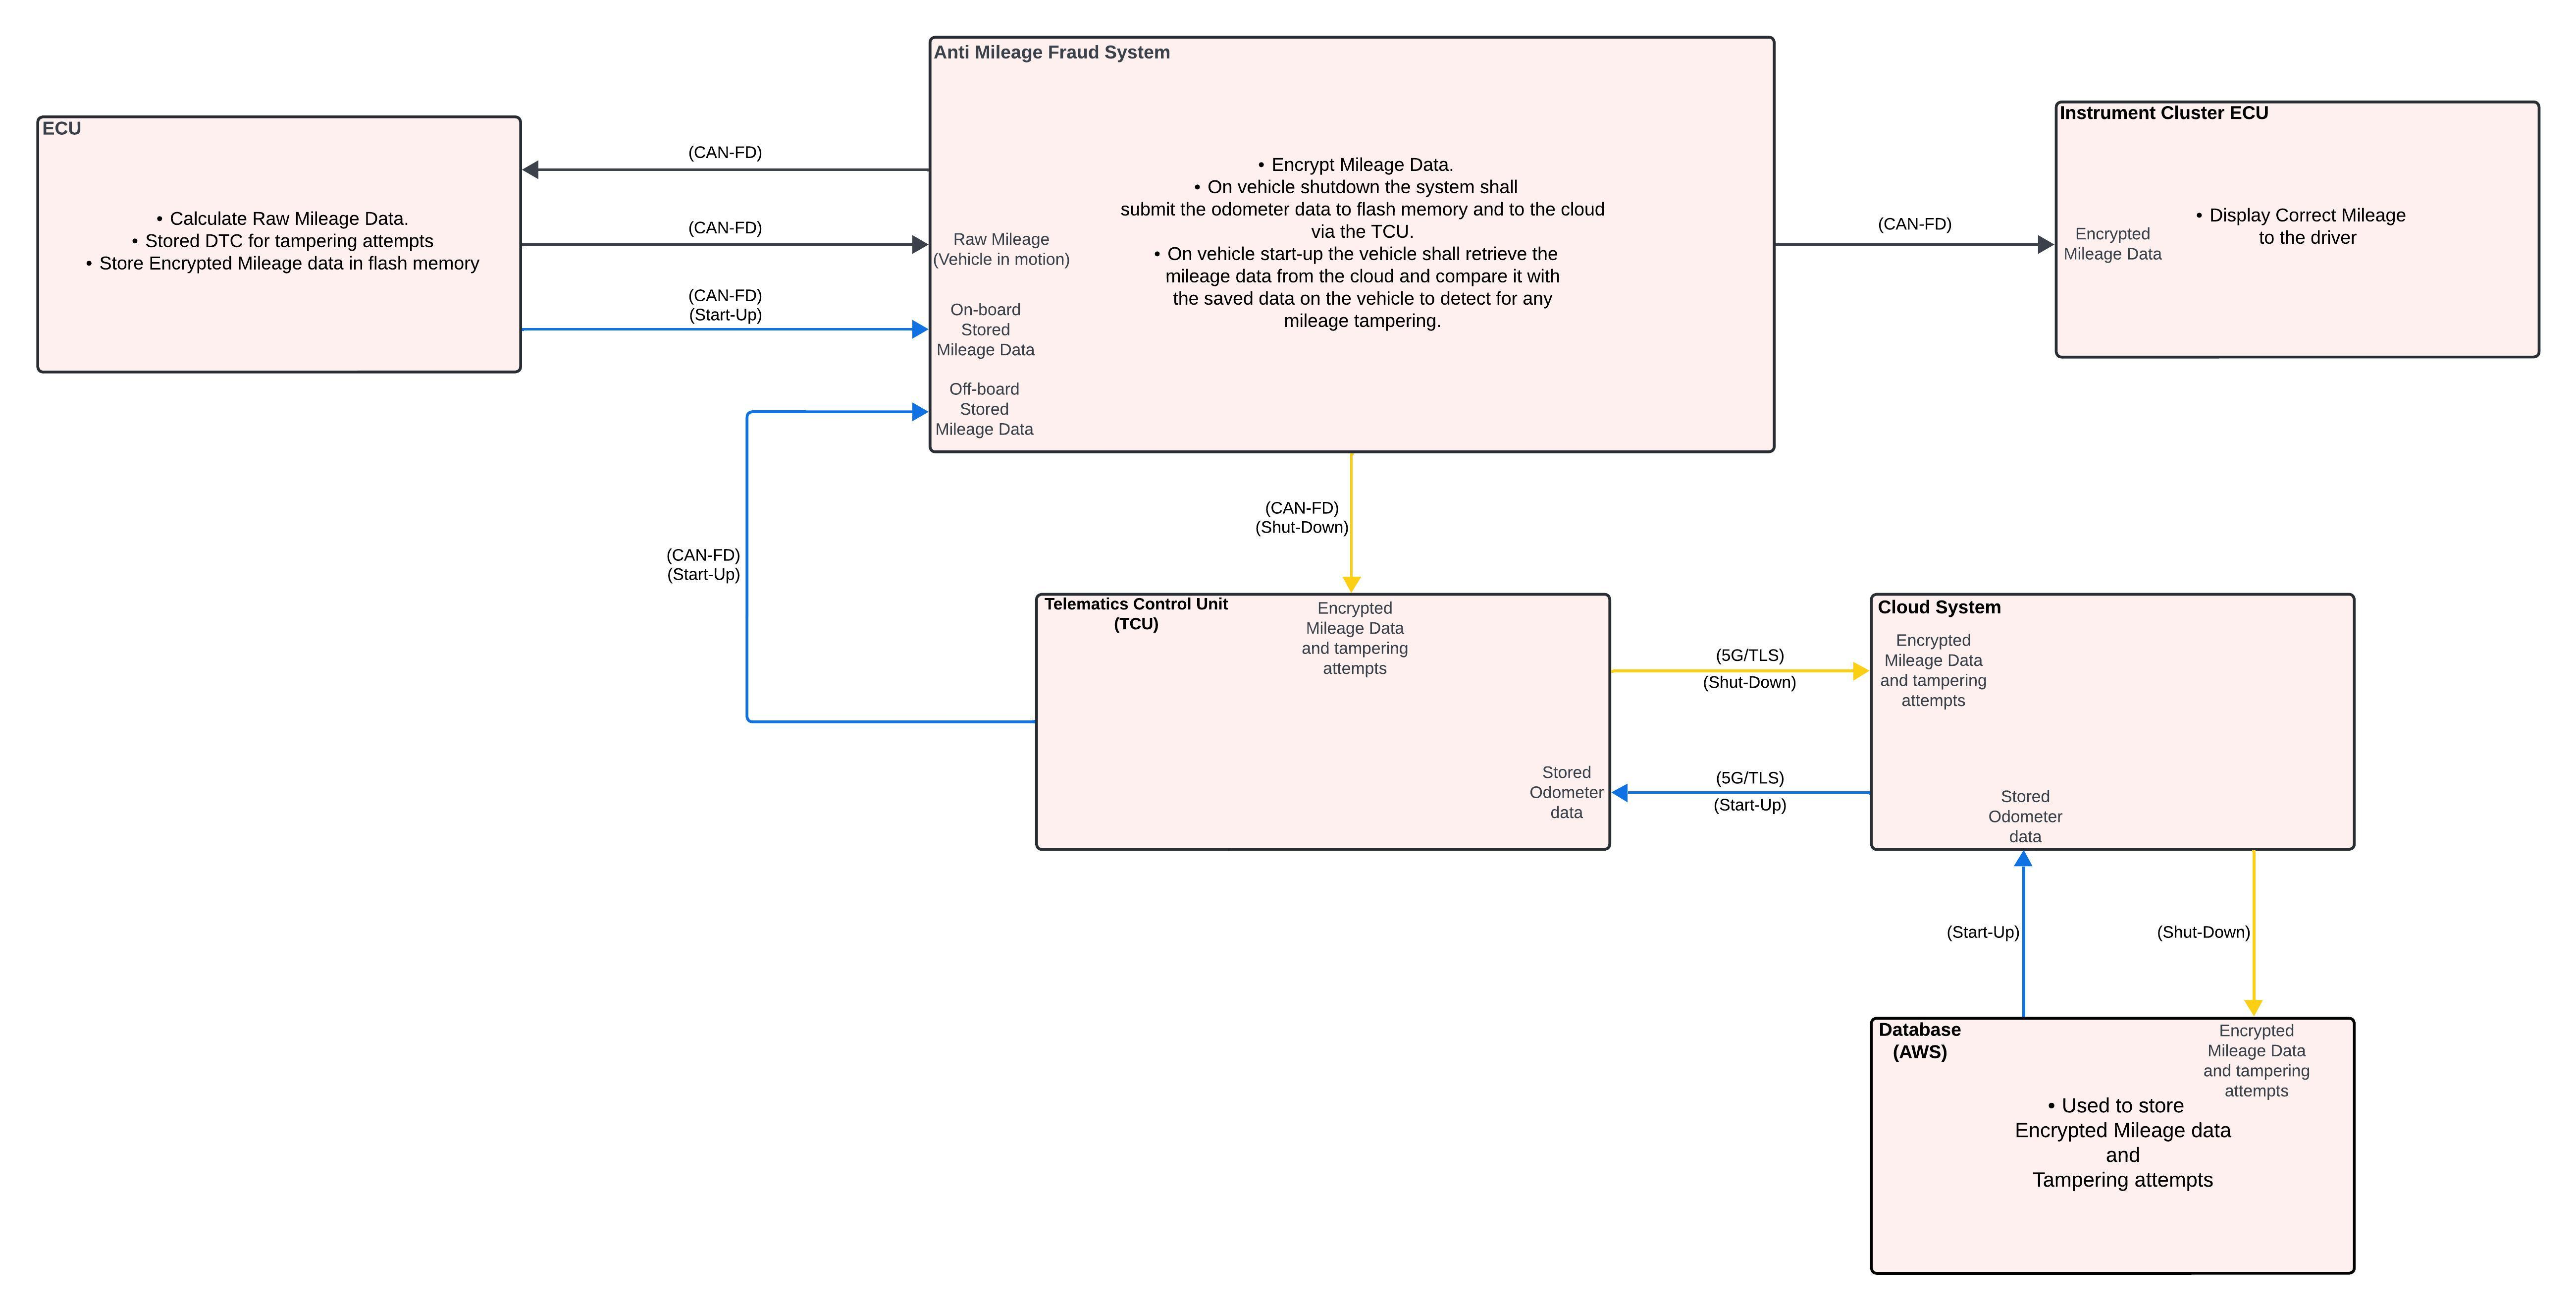 Anti Mileage Fraud System
ECU
• Calculate Raw Mileage Data.
• Stored DTC for tampering attempts
• Store Encrypted Mileage data in flash memory
(CAN-FD)
(CAN-FD)
(CAN-FD)
(Start-Up)
Raw Mileage
(Vehicle in motion)
On-board
Stored
Mileage Data
Off-board
Stored
Mileage Data
• Encrypt Mileage Data.
• On vehicle shutdown the system shall
submit the odometer data to flash memory and to the cloud
via the TCU.
• On vehicle start-up the vehicle shall retrieve the
mileage data from the cloud and compare it with
the saved data on the vehicle to detect for any
mileage tampering.
(CAN-FD)
Instrument Cluster ECU
Encrypted
Mileage Data
• Display Correct Mileage
to the driver
(CAN-FD)
(Start-Up)
(CAN-FD)
(Shut-Down)
Telematics Control Unit
(TCU)
Encrypted
Mileage Data
and tampering
attempts
Stored
Odometer
data
(5G/TLS)
(Shut-Down)
(5G/TLS)
(Start-Up)
Cloud System
Encrypted
Mileage Data
and tampering
attempts
Stored
Odometer
data
(Start-Up)
(Shut-Down)
Database
(AWS)
Encrypted
Mileage Data
and tampering
attempts
• Used to store
Encrypted Mileage data
and
Tampering attempts